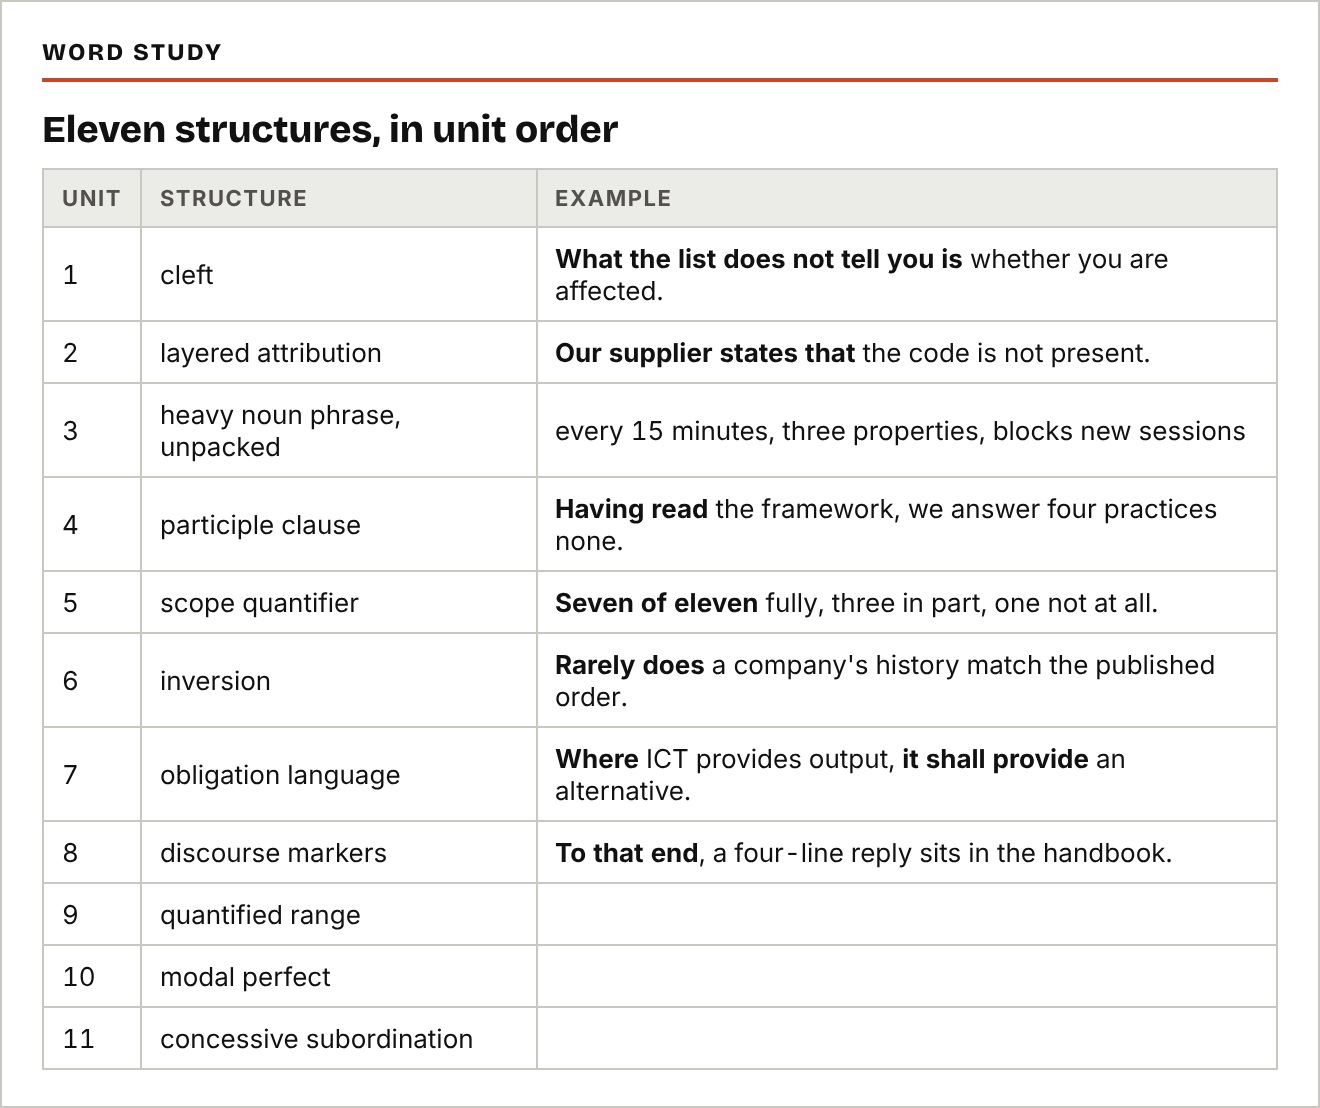 WORD STUDY
Eleven structures, in unit order
UNIT STRUCTURE EXAMPLE
1 cleft What the list does not tell you is whether you are
affected.
2 layered attribution Our supplier states that the code is not present.
3 heavy noun phrase,
unpacked every 15 minutes, three properties, blocks new sessions
4 participle clause Having read the framework, we answer four practices
none.
5 scope quantifier Seven of eleven fully, three in part, one not at all.
6 inversion Rarely does a company's history match the published
order.
7 obligation language Where ICT provides output, it shall provide an
alternative.
8 discourse markers To that end, a four-line reply sits in the handbook.
9 quantified range
10 modal perfect
11 concessive subordination